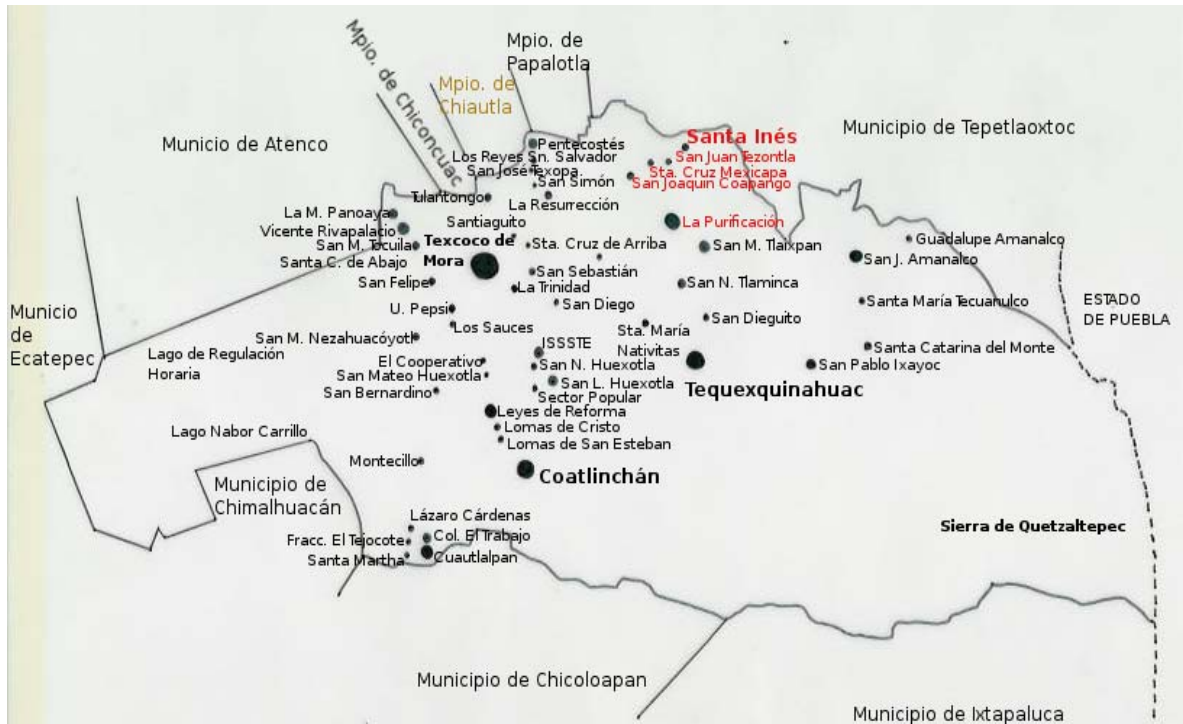 Mpio. de
Papalotla
Mpio. de Chiconcuac
Mpio. de
Chiautla
Municio de Atenco
Municipio de Tepetlaoxtoc
Santa Inés
Pentecostés
Los Reyes Sn. Salvador
San José Texopa
San Simón
San Juan Tezontla
Sta. Cruz Mexicapa
San Joaquin Coapango
Tulantongo
La Resurrección
La M. Panoaya
Santiaguito
La Purificación
Vicente Rivapalacio
San M. Tocuila
Texcoco de
Mora
Sta. Cruz de Arriba
San M. Tlaixpan
Guadalupe Amanalco
Santa C. de Abajo
San J. Amanalco
San Felipe
San Sebastián
La Trinidad
San N. Tlaminca
San Diego
Santa María Tecuanulco
ESTADO
DE PUEBLA
U. Pepsi
Los Sauces
San Dieguito
Sta. María
Nativitas
Municio
de
Ecatepec
San M. Nezahuacóyotl
ISSSTE
Santa Catarina del Monte
Lago de Regulación
Horaria
El Cooperativo
San N. Huexotla
San Pablo Ixayoc
San Mateo Huexotla
San L. Huexotla
San Bernardino
Sector Popular
Tequexquinahuac
Leyes de Reforma
Lomas de Cristo
Lago Nabor Carrillo
Lomas de San Esteban
Montecillo
Coatlinchán
Municipio de
Chimalhuacán
Lázaro Cárdenas
Sierra de Quetzaltepec
Fracc. El Tejocote
Col. El Trabajo
Santa Martha
Cuautlalpan
Municipio de Chicoloapan
Municipio de Ixtapaluca